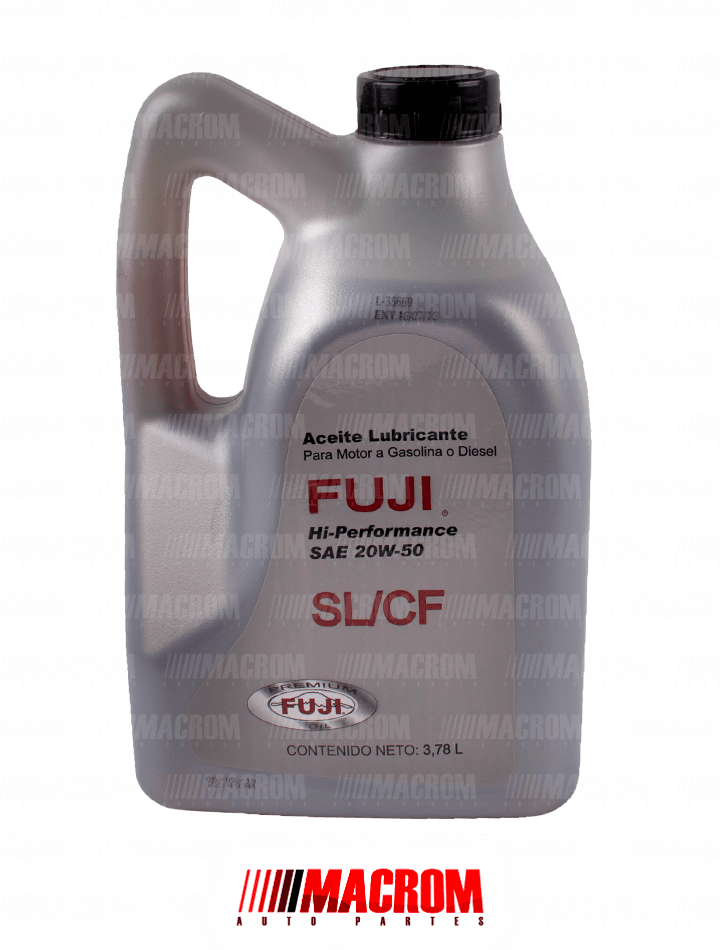 L-35669
Aceite Lubricante
Para Motor a Gasolina o Diesel
FUJI®
Hi-Performance
SAE 20W-50
SL/CF
PREMIUM
FUJI
OIL
CONTENIDO NETO: 3,78 L
MACROM
AUTO PARTES